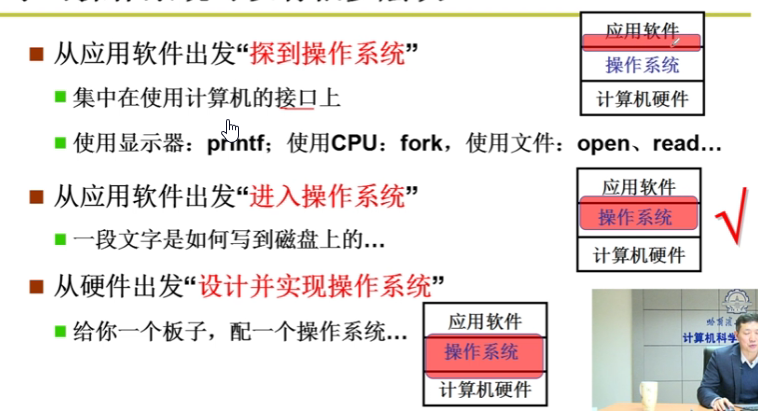 ■ 从应用软件出发“探到操作系统”
应用软件
操作系统
计算机硬件
■ 集中在使用计算机的接口上
■ 使用显示器：printf；使用CPU：fork，使用文件：open、read…
■ 从应用软件出发“进入操作系统”
应用软件
操作系统
计算机硬件
■ 一段文字是如何写到磁盘上的…
■ 从硬件出发“设计并实现操作系统”
■ 给你一个板子，配一个操作系统…
应用软件
操作系统
计算机硬件
计算机科学